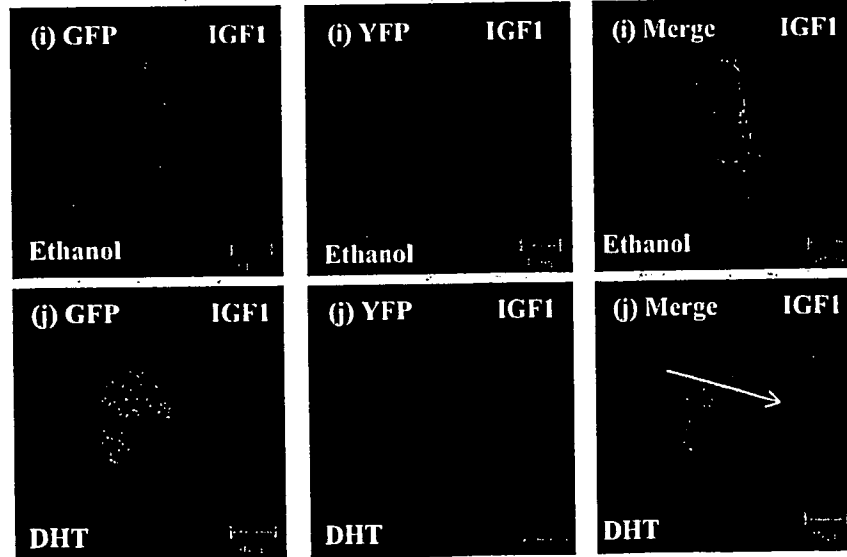 (i) GFP IGF1
Ethanol
(i) YFP IGF1
Ethanol
(i) Merge IGF1
Ethanol
(j) GFP IGF1
DHT
(j) YFP IGF1
DHT
(j) Merge IGF1
DHT